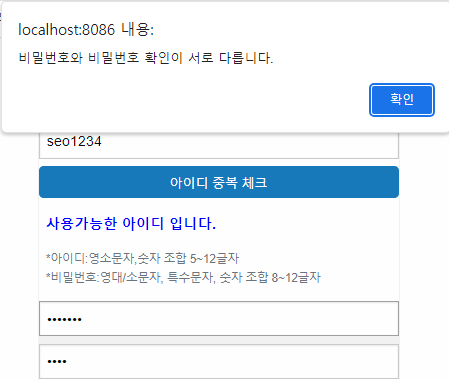 localhost:8086 내용:
비밀번호와 비밀번호 확인이 서로 다릅니다.
확인
seo1234
아이디 중복 체크
사용가능한 아이디 입니다.
*아이디:영소문자,숫자 조합 5~12글자
*비밀번호:영대/소문자, 특수문자, 숫자 조합 8~12글자
•••••••
••••